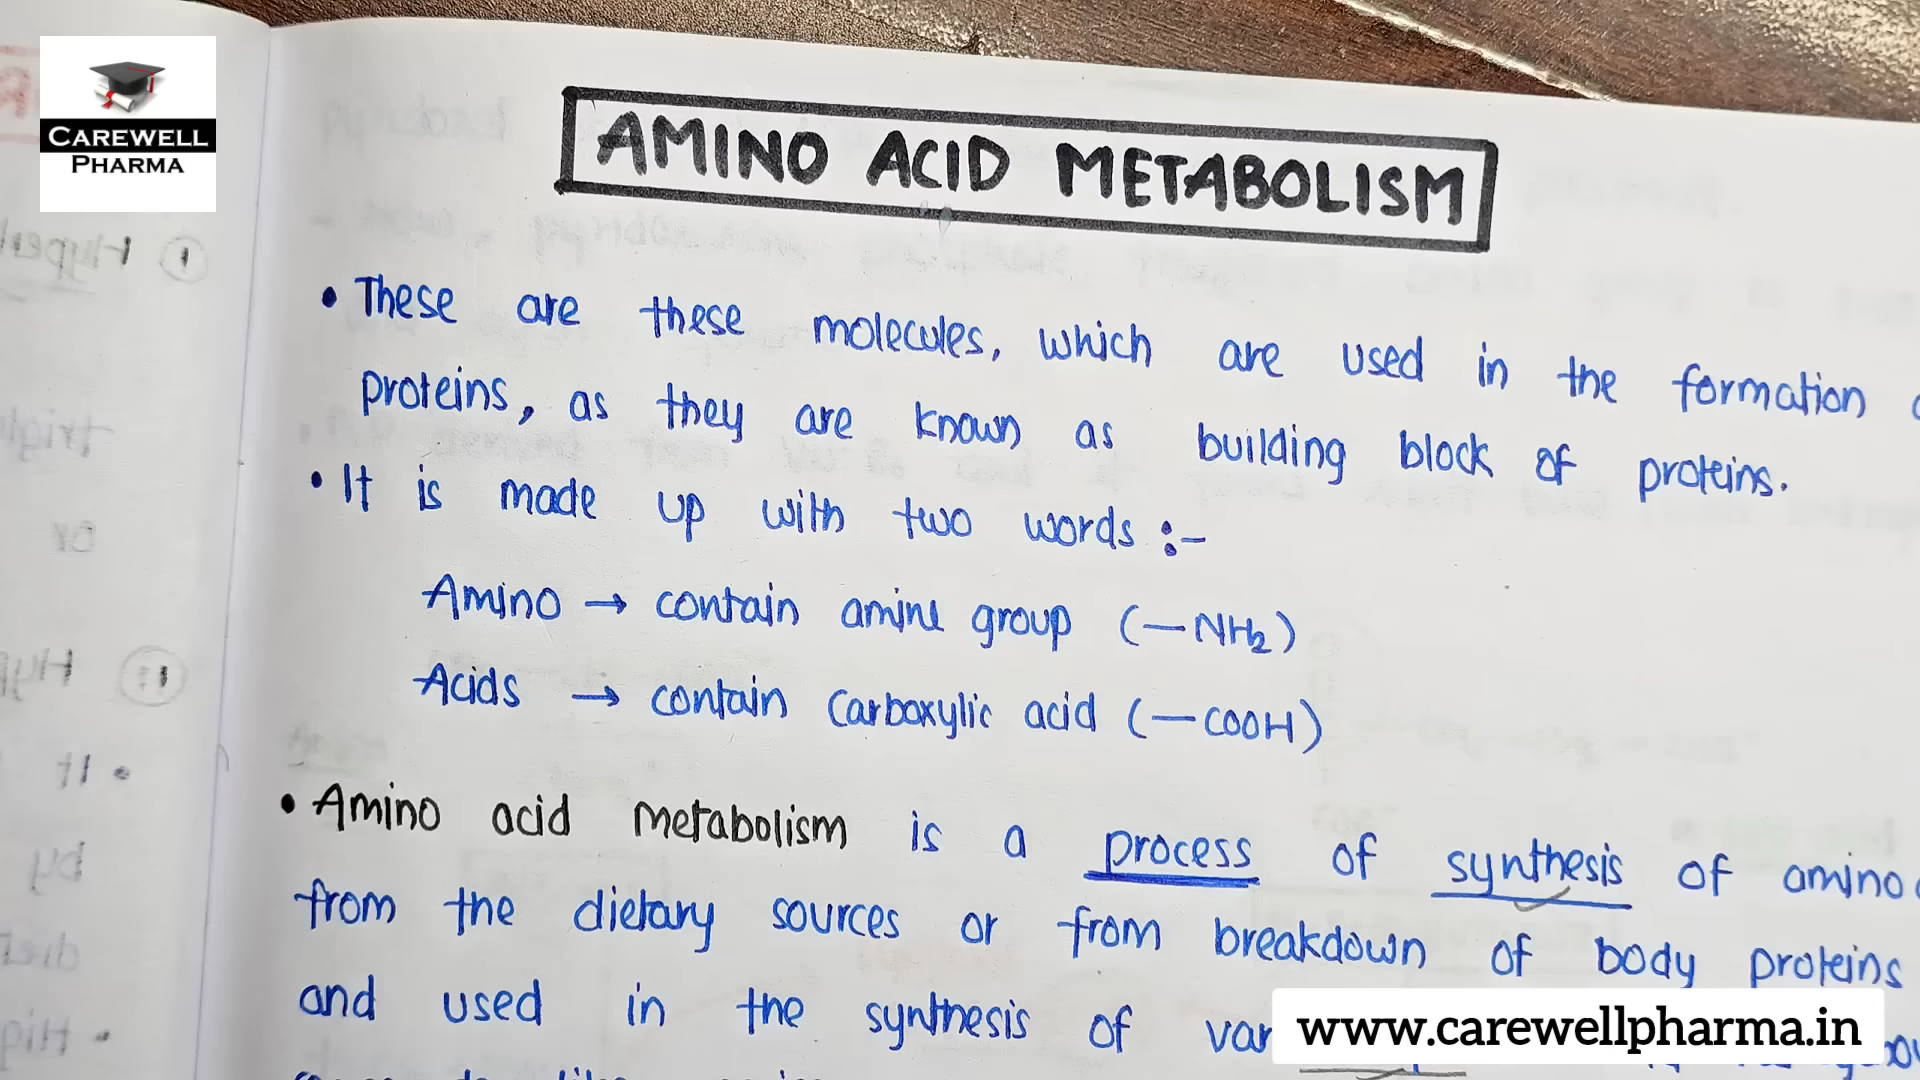 CAREWELL
PHARMA
AMINO ACID METABOLISM
• These are these molecules, which are used in the formation
proteins, as they are known as building block of proteins.
• It is made up with two words :-
Amino → contain amine group (—NH₂)
Acids → contain carboxylic acid (—COOH)
• Amino acid metabolism is a process of synthesis of amino
from the dietary sources or from breakdown of body proteins
and used in the synthesis of var
www.carewellpharma.in